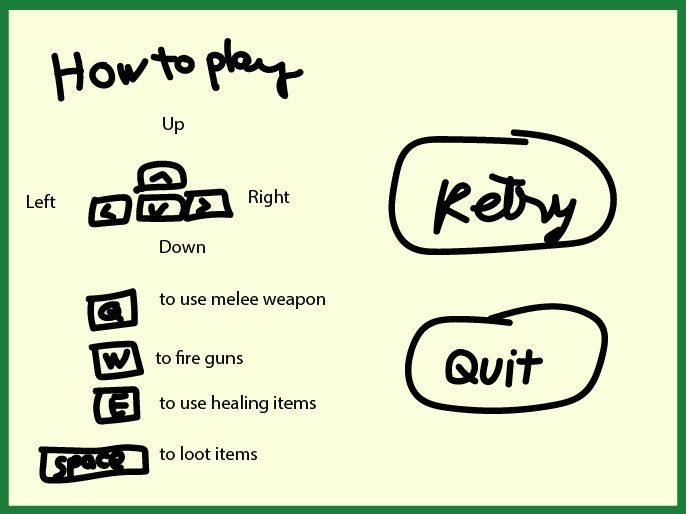 How to play
Up
Left
Right
Down
Q to use melee weapon
W to fire guns
E to use healing items
space to loot items
Retry
Quit